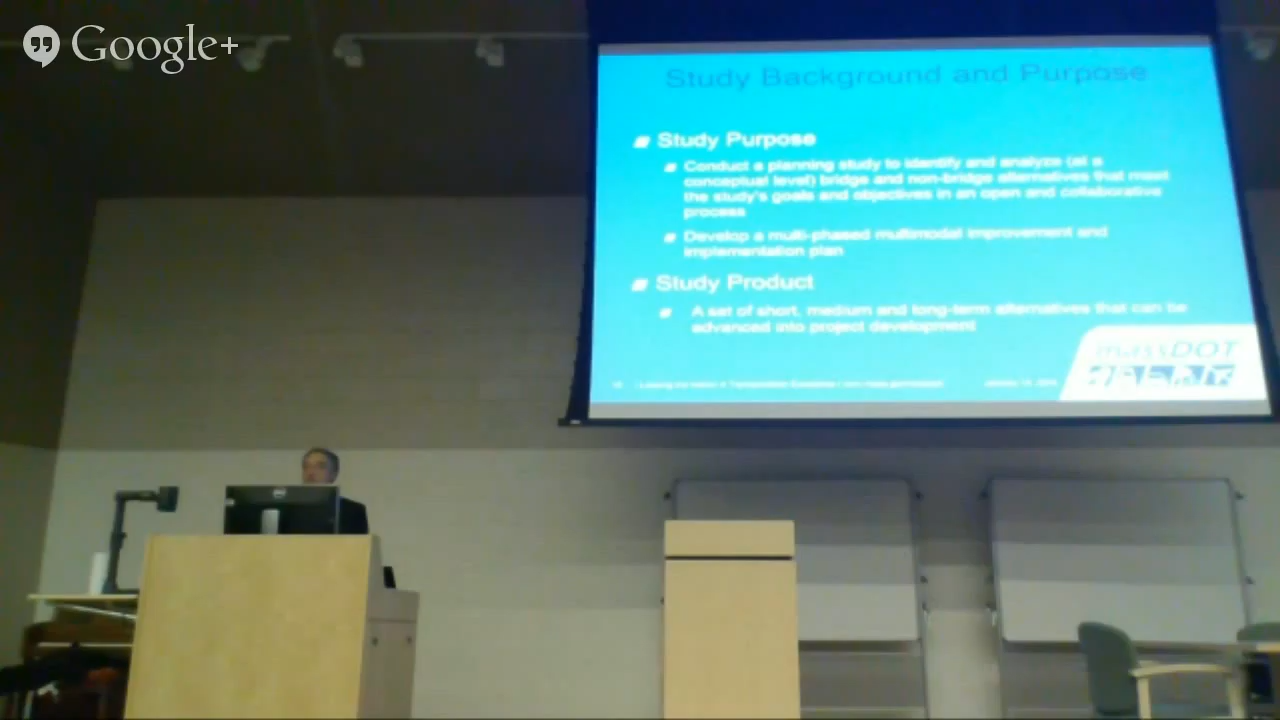 Google+
Study Background and Purpose
Study Purpose
Conduct a planning study to identify and analyze (at a
conceptual level) bridge and non-bridge alternatives that meet
the study's goals and objectives in an open and collaborative
process
Develop a multi-phased multimodal improvement and
implementation plan
Study Product
A set of short, medium and long-term alternatives that can be
advanced into project development
massDOT